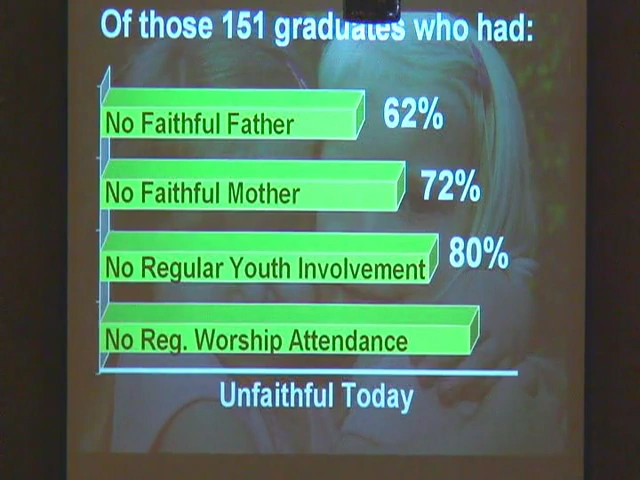 Of those 151 graduates who had:
No Faithful Father 62%
No Faithful Mother 72%
No Regular Youth Involvement 80%
No Reg. Worship Attendance
Unfaithful Today